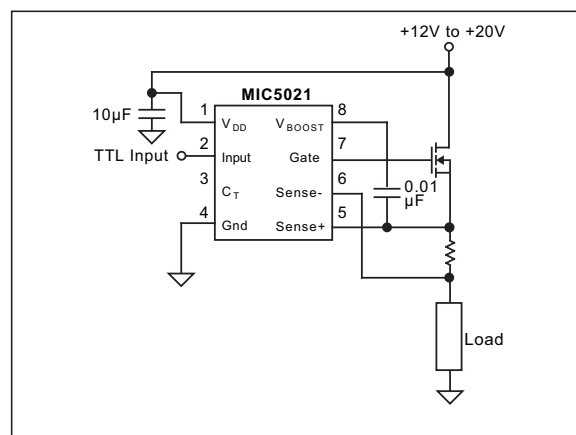 +12V to +20V
MIC5021
10µF
1
8
VDD
VBOOST
TTL Input
2
7
Input
Gate
3
6
0.01
µF
CT
Sense-
4
5
Gnd
Sense+
Load